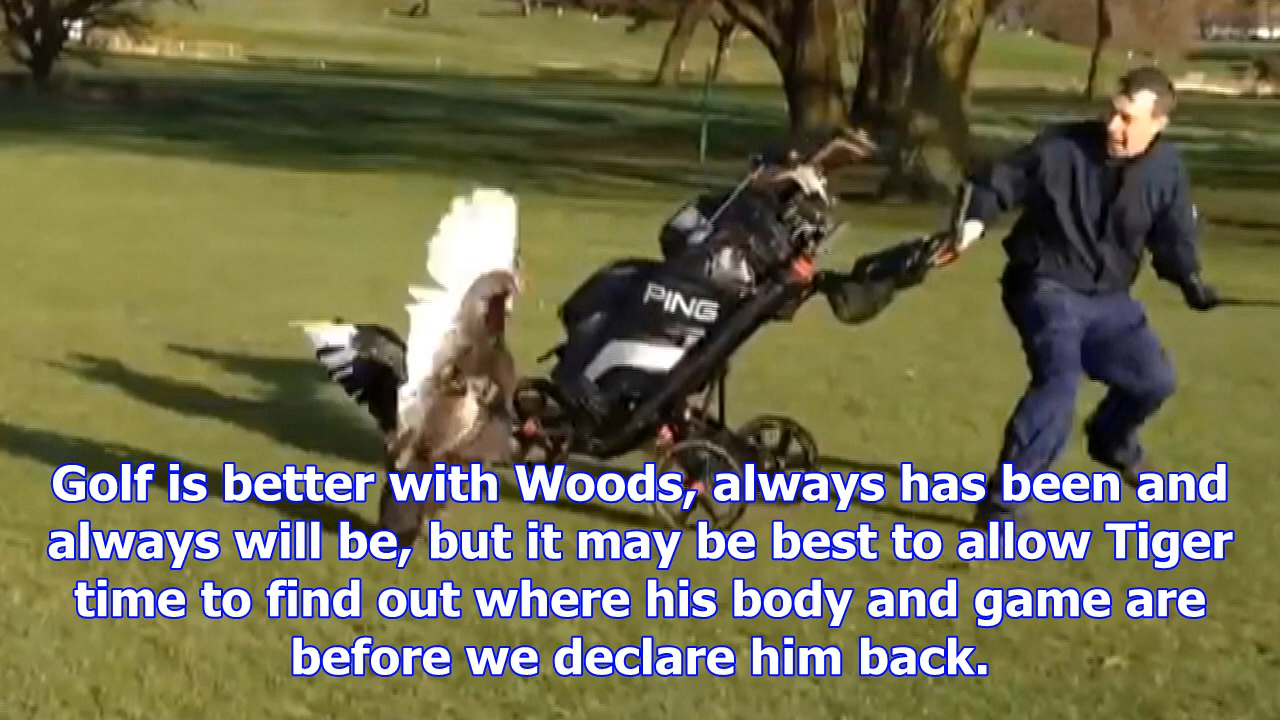 PING
Golf is better with Woods, always has been and
always will be, but it may be best to allow Tiger
time to find out where his body and game are
before we declare him back.